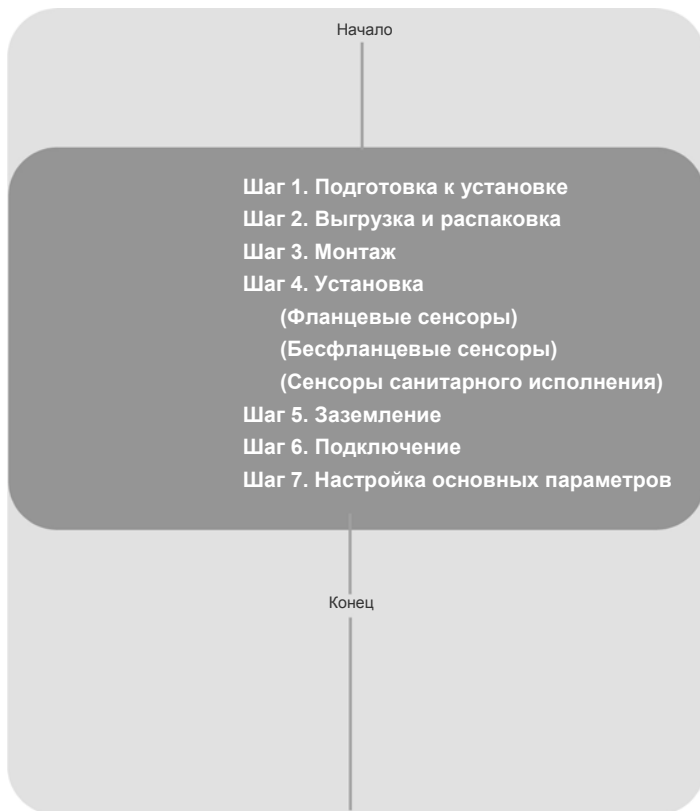 Начало
Шаг 1. Подготовка к установке
Шаг 2. Выгрузка и распаковка
Шаг 3. Монтаж
Шаг 4. Установка
(Фланцевые сенсоры)
(Бесфланцевые сенсоры)
(Сенсоры санитарного исполнения)
Шаг 5. Заземление
Шаг 6. Подключение
Шаг 7. Настройка основных параметров
Конец